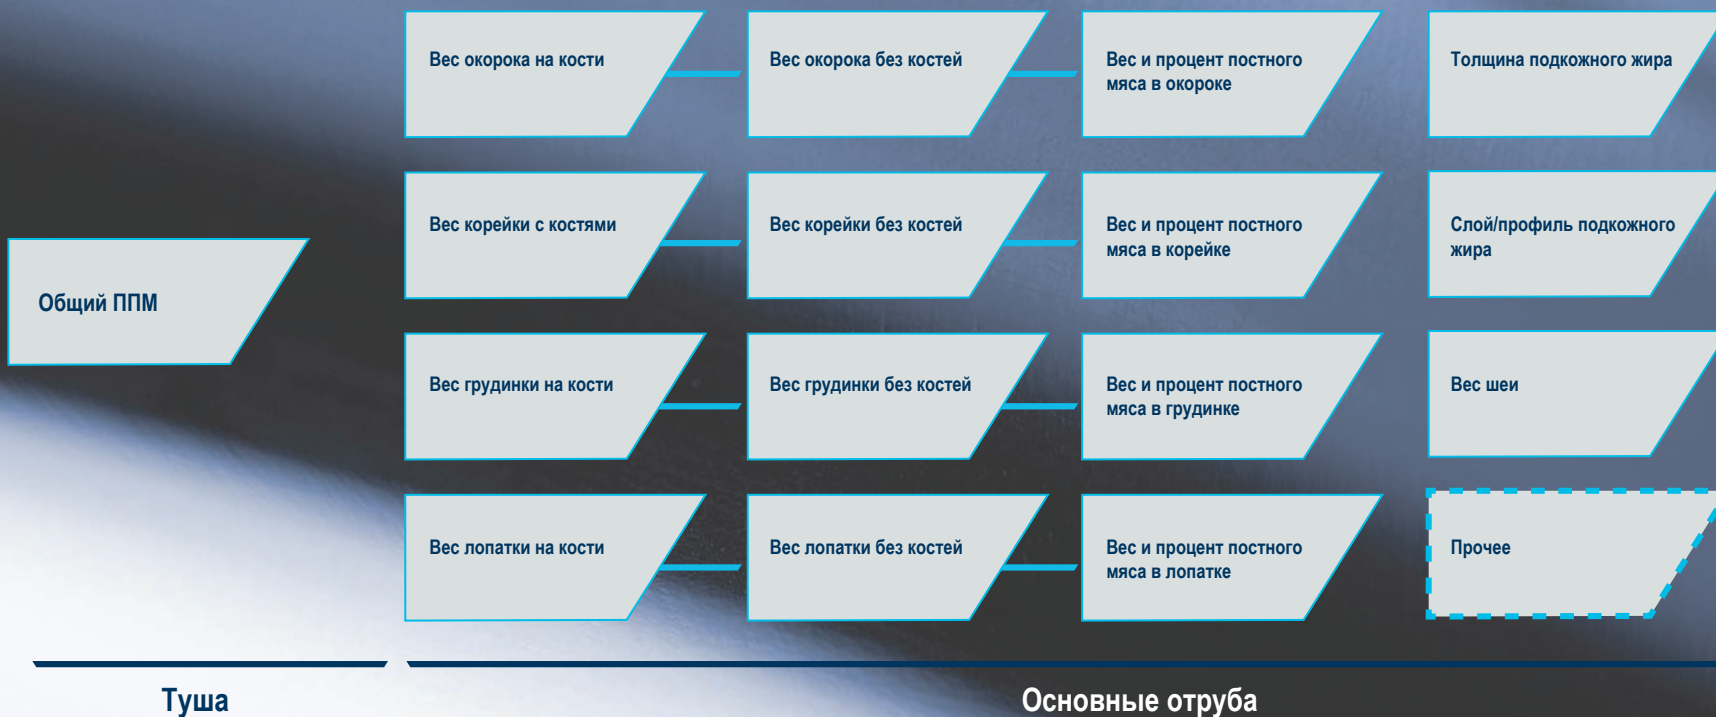 Вес окорока на кости
Вес окорока без костей
Вес и процент постного
мяса в окороке
Толщина подкожного жира
Вес корейки с костями
Вес корейки без костей
Вес и процент постного
мяса в корейке
Слой/профиль подкожного
жира
Общий ППМ
Вес грудинки на кости
Вес грудинки без костей
Вес и процент постного
мяса в грудинке
Вес шеи
Вес лопатки на кости
Вес лопатки без костей
Вес и процент постного
мяса в лопатке
Прочее
Туша
Основные отруба